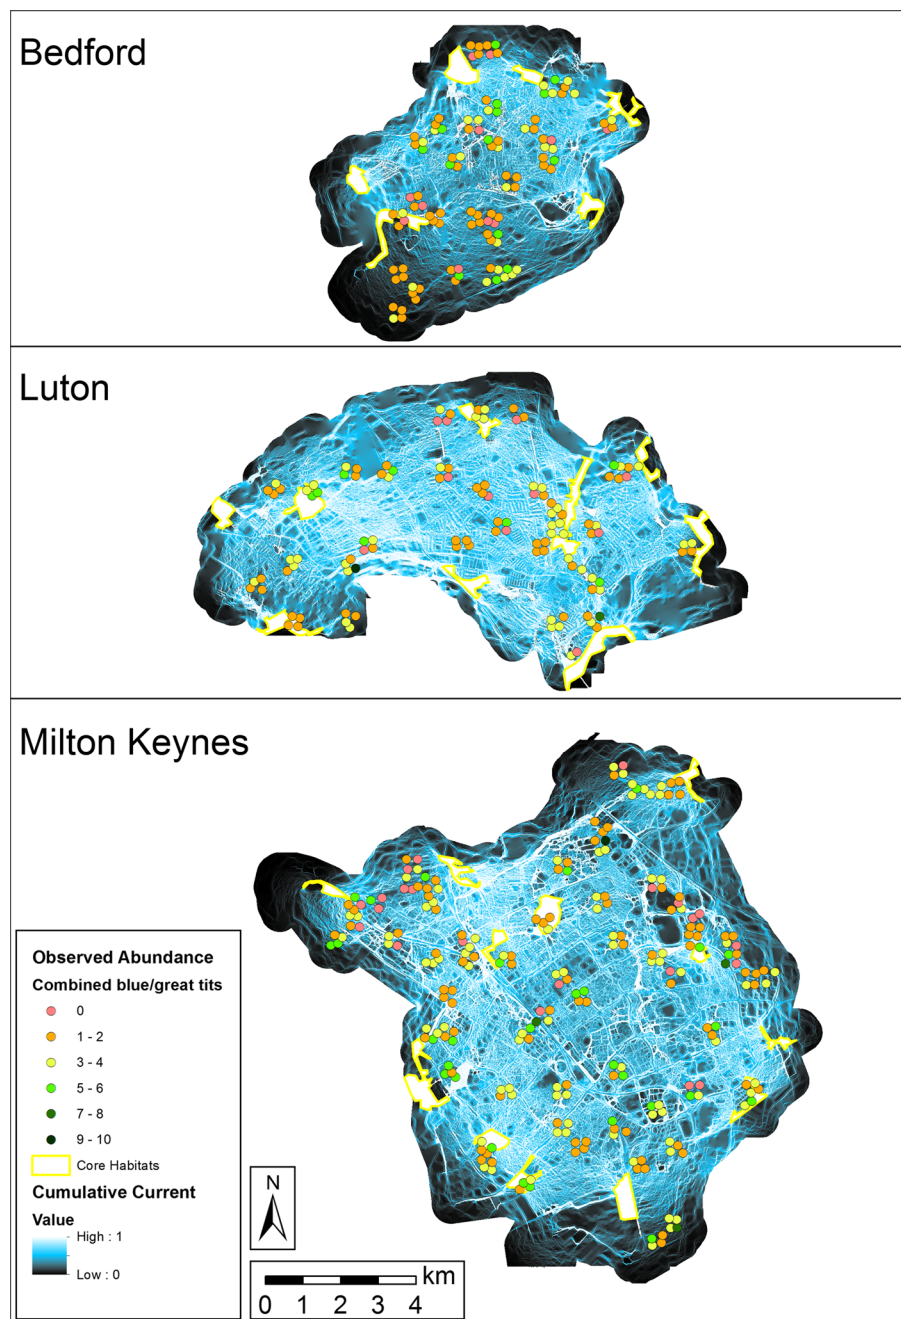 Bedford
Luton
Milton Keynes
Observed Abundance
Combined blue/great tits
0
1 - 2
3 - 4
5 - 6
7 - 8
9 - 10
Core Habitats
Cumulative Current
Value
High : 1
Low : 0
N
km
0 1 2 3 4